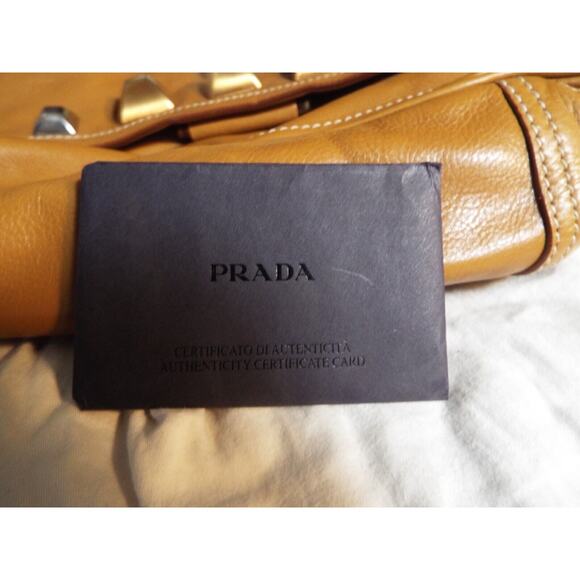 PRADA
CERTIFICATO DI AUTENTICITÀ
AUTHENTICITY CERTIFICATE CARD